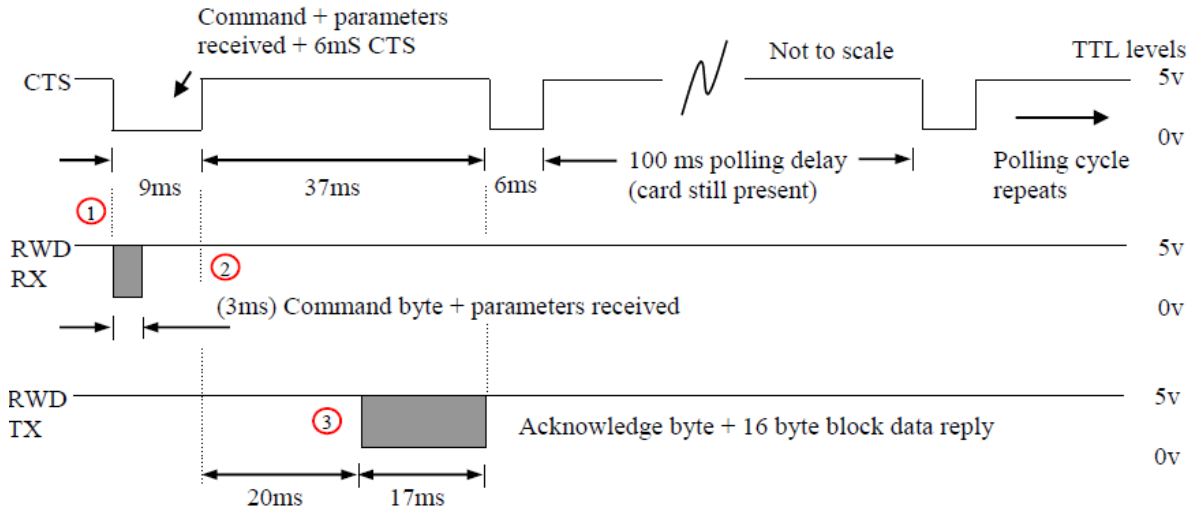 Command + parameters
received + 6mS CTS
Not to scale
TTL levels
CTS
5v
0v
9ms
37ms
6ms
100 ms polling delay
(card still present)
Polling cycle
repeats
1
RWD
RX
5v
2
(3ms) Command byte + parameters received
0v
RWD
TX
5v
3
Acknowledge byte + 16 byte block data reply
0v
20ms
17ms